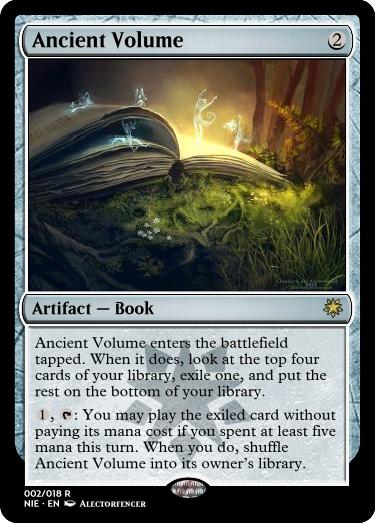 Ancient Volume 2
Artifact — Book
Ancient Volume enters the battlefield
tapped. When it does, look at the top four
cards of your library, exile one, and put the
rest on the bottom of your library.
1, T: You may play the exiled card without
paying its mana cost if you spent at least five
mana this turn. When you do, shuffle
Ancient Volume into its owner's library.
002/018 R
NIE • EN Alectorfencer